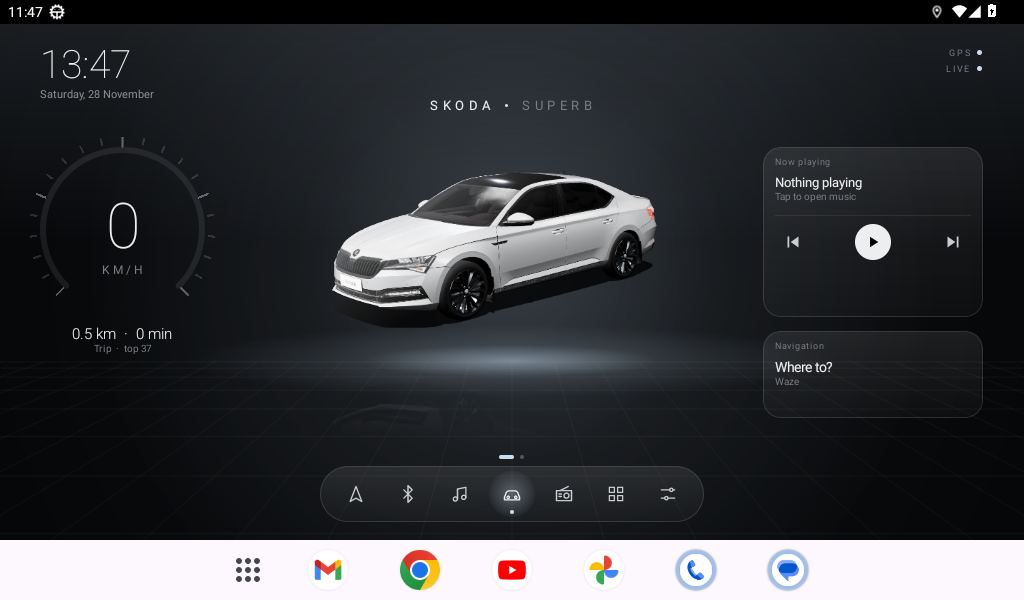 11:47
13:47
Saturday, 28 November
GPS
LIVE
SKODA • SUPERB
0
KM/H
0.5 km · 0 min
Trip · top 37
Now playing
Nothing playing
Tap to open music
Navigation
Where to?
Waze